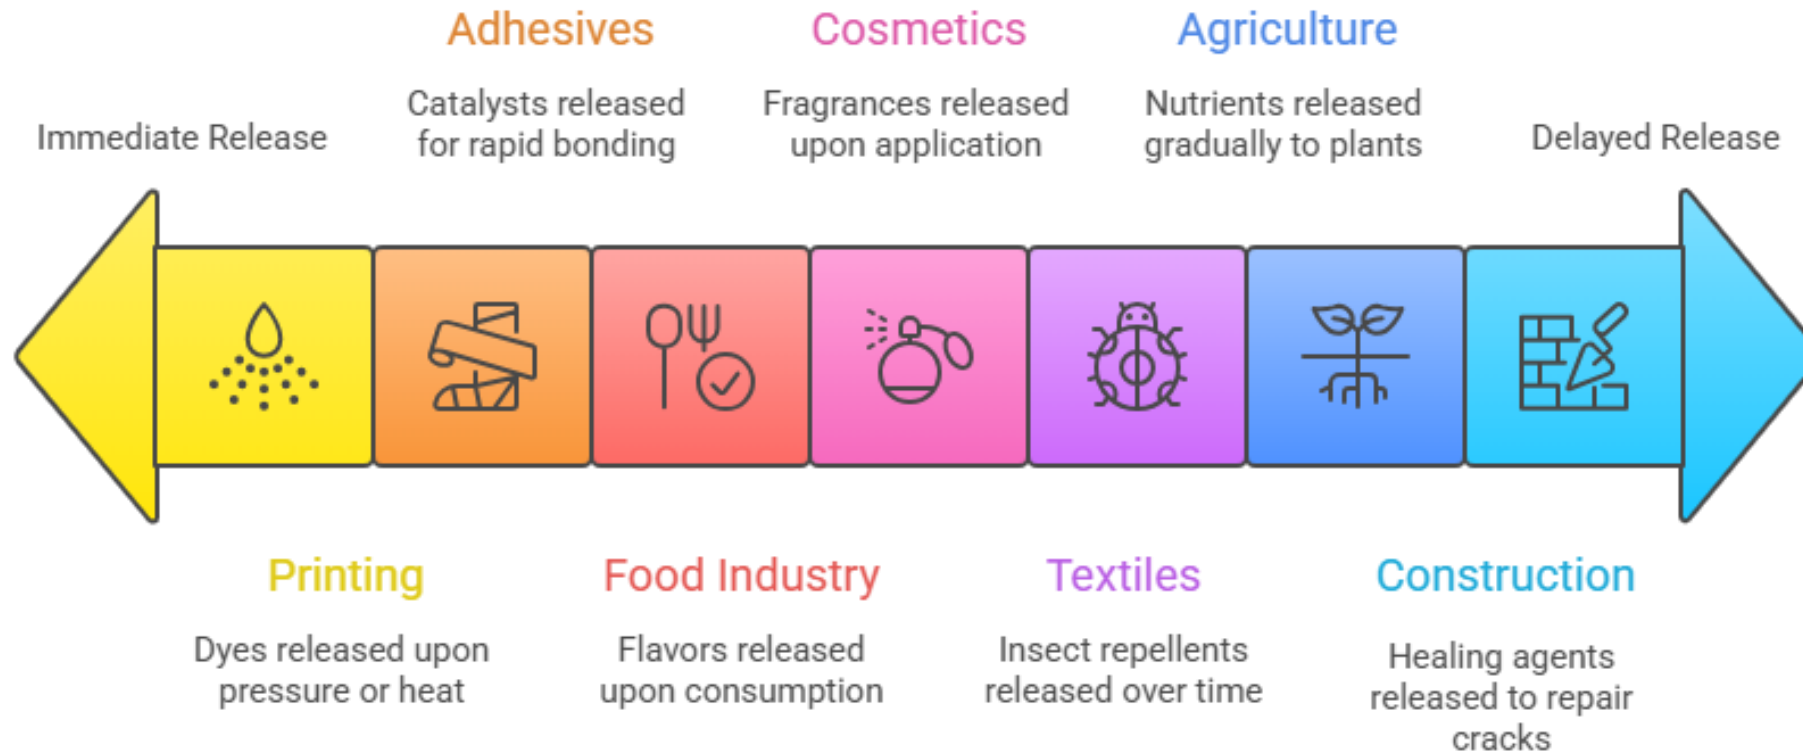 Adhesives
Cosmetics
Agriculture
Immediate Release
Catalysts released
for rapid bonding
Fragrances released
upon application
Nutrients released
gradually to plants
Delayed Release
Printing
Dyes released upon
pressure or heat
Food Industry
Flavors released
upon consumption
Textiles
Insect repellents
released over time
Construction
Healing agents
released to repair
cracks